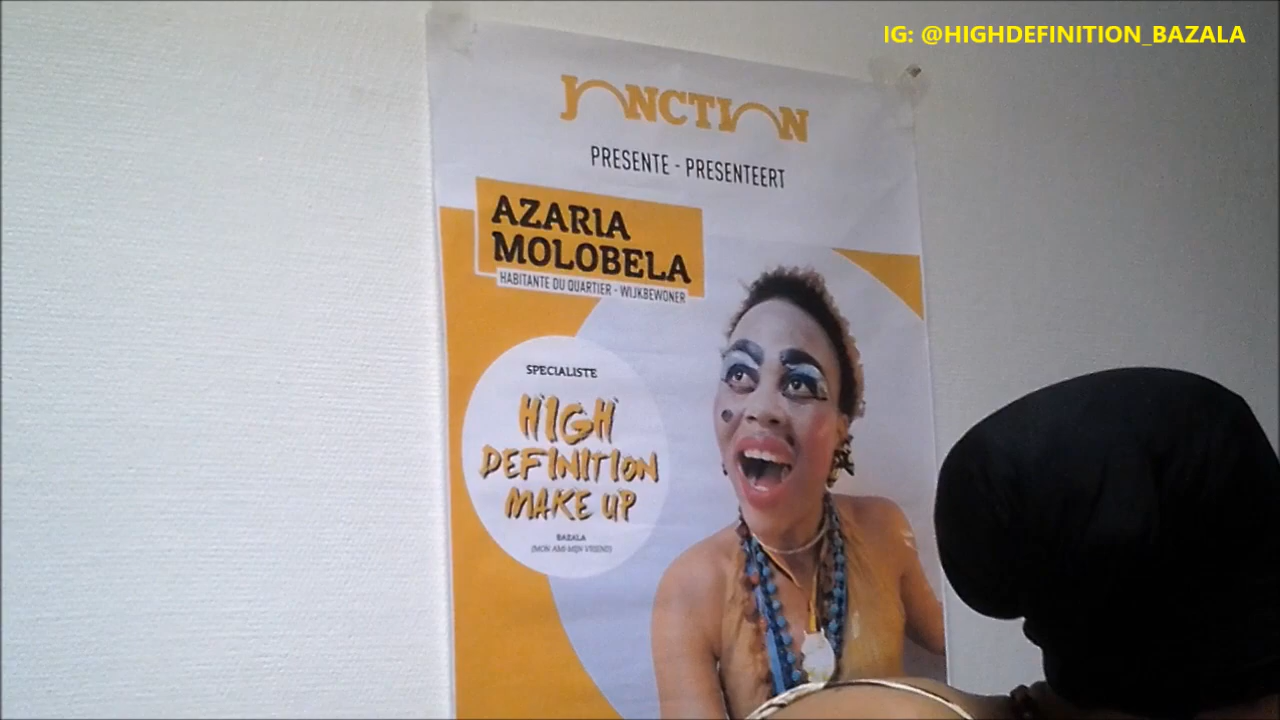 IG: @HIGHDEFINITION_BAZALA
JONCTION
PRESENTE - PRESENTEERT
AZARIA
MOLOBELA
HABITANTE DU QUARTIER - WIJKBEWONER
SPECIALISTE
HIGH
DEFINITION
MAKE UP
BAZALA
(MON AMI-MIJN VRIEND)